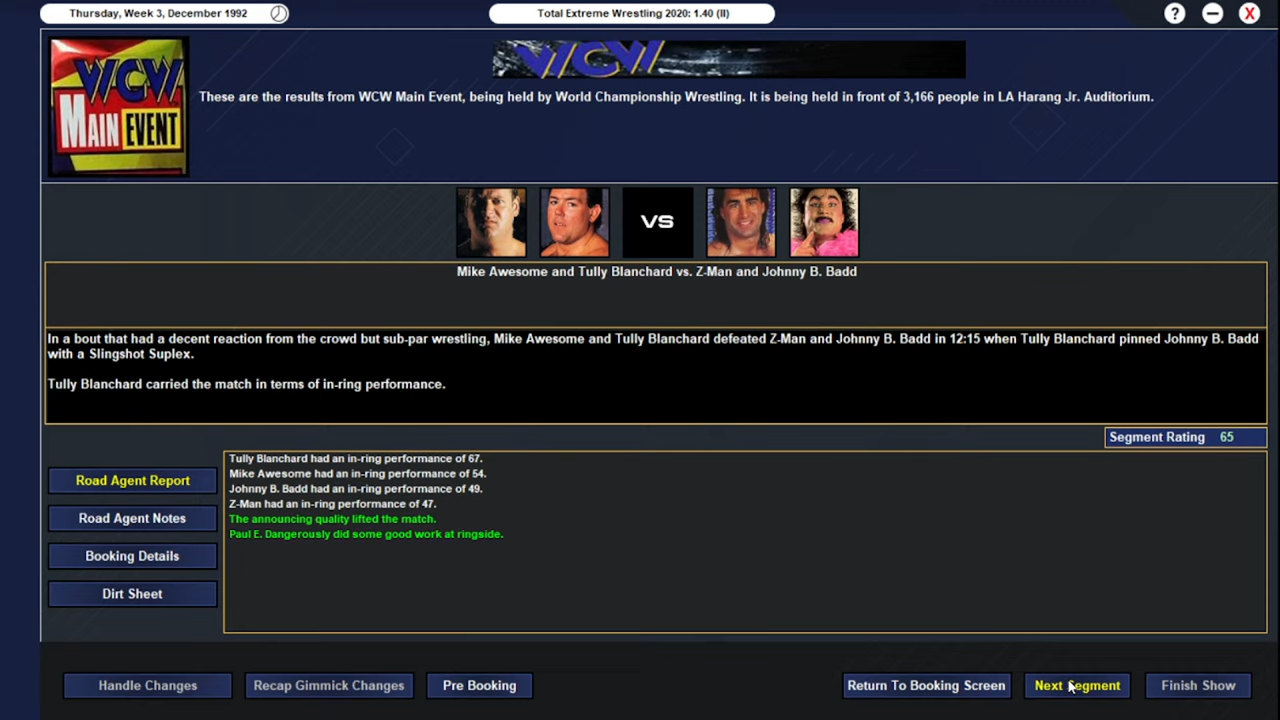 Thursday, Week 3, December 1992
Total Extreme Wrestling 2020: 1.40 (II)
?
X
WCW
MAIN EVENT
WCW
These are the results from WCW Main Event, being held by World Championship Wrestling. It is being held in front of 3,166 people in LA Harang Jr. Auditorium.
VS
Mike Awesome and Tully Blanchard vs. Z-Man and Johnny B. Badd
In a bout that had a decent reaction from the crowd but sub-par wrestling, Mike Awesome and Tully Blanchard defeated Z-Man and Johnny B. Badd in 12:15 when Tully Blanchard pinned Johnny B. Badd
with a Slingshot Suplex.
Tully Blanchard carried the match in terms of in-ring performance.
Segment Rating 65
Tully Blanchard had an in-ring performance of 67.
Mike Awesome had an in-ring performance of 54.
Johnny B. Badd had an in-ring performance of 49.
Z-Man had an in-ring performance of 47.
The announcing quality lifted the match.
Paul E. Dangerously did some good work at ringside.
Road Agent Report
Road Agent Notes
Booking Details
Dirt Sheet
Handle Changes
Recap Gimmick Changes
Pre Booking
Return To Booking Screen
Next Segment
Finish Show